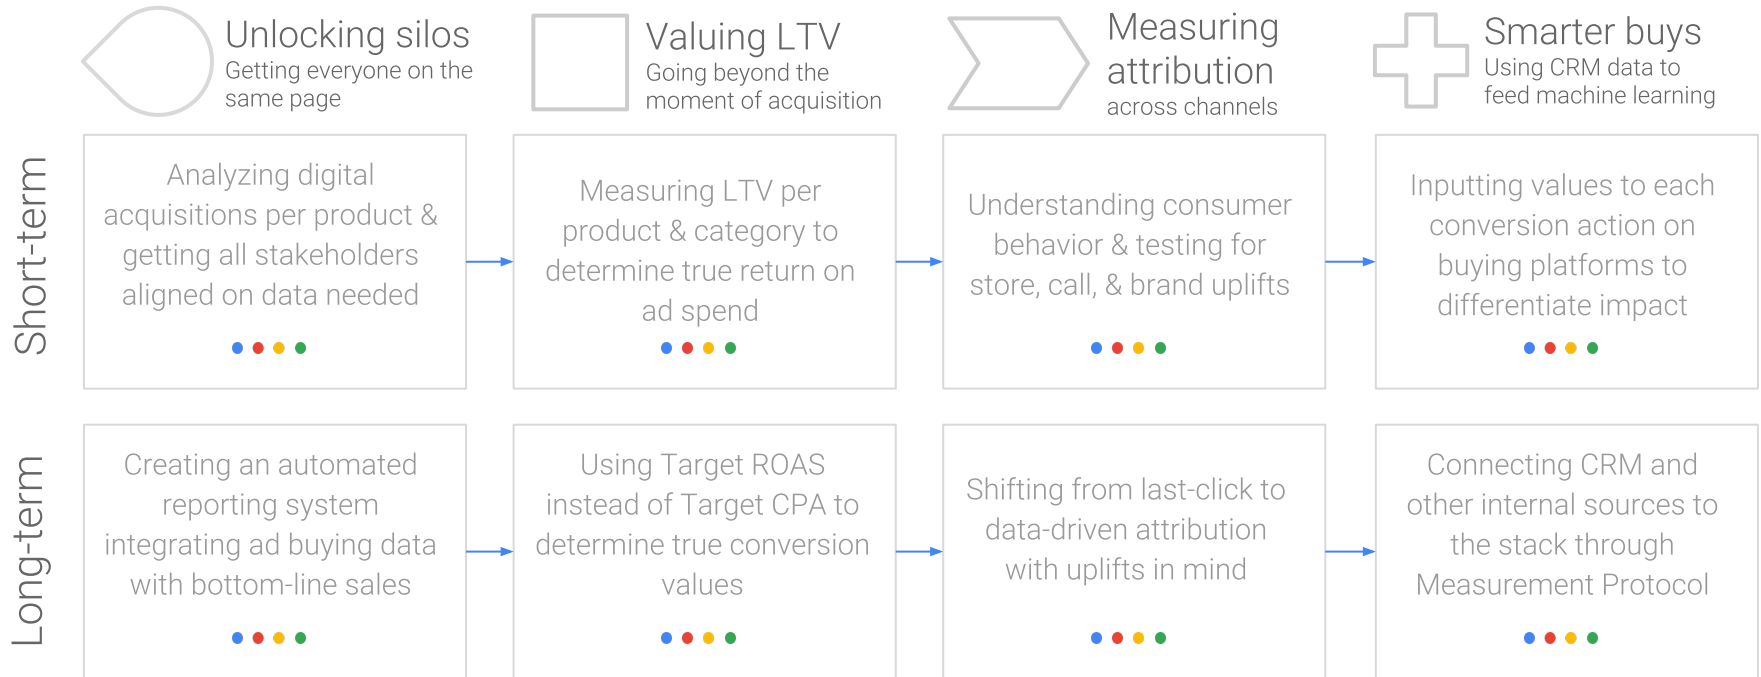 Unlocking silos
Getting everyone on the
same page
Valuing LTV
Going beyond the
moment of acquisition
Measuring
attribution
across channels
Smarter buys
Using CRM data to
feed machine learning
Short-term
Analyzing digital
acquisitions per product &
getting all stakeholders
aligned on data needed
Measuring LTV per
product & category to
determine true return on
ad spend
Understanding consumer
behavior & testing for
store, call, & brand uplifts
Inputting values to each
conversion action on
buying platforms to
differentiate impact
Long-term
Creating an automated
reporting system
integrating ad buying data
with bottom-line sales
Using Target ROAS
instead of Target CPA to
determine true conversion
values
Shifting from last-click to
data-driven attribution
with uplifts in mind
Connecting CRM and
other internal sources to
the stack through
Measurement Protocol